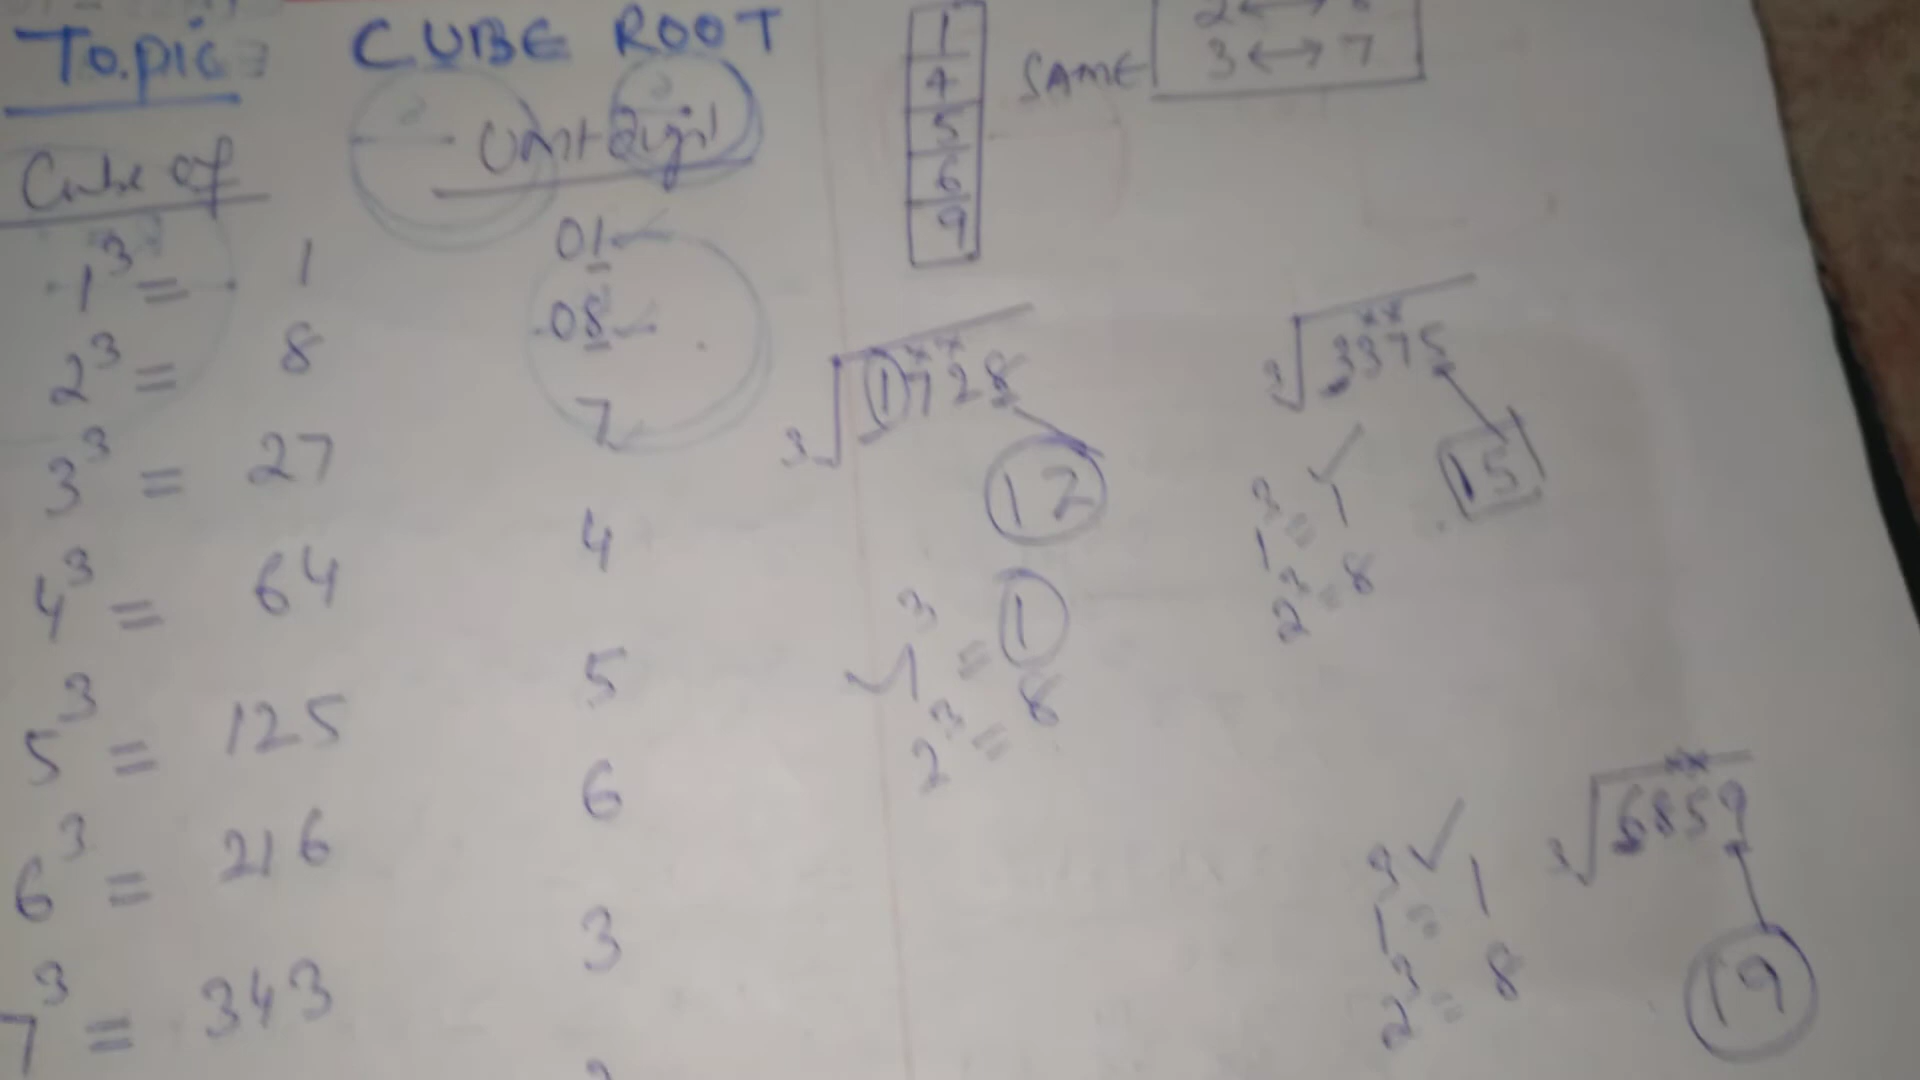 Topic: CUBE ROOT
Cube of
Unit digit
1³ = 1 01
2³ = 8 08
3³ = 27 7
4³ = 64 4
5³ = 125 5
6³ = 216 6
7³ = 343 3
1
4
5
6
9
SAME
3 ↔ 7
³√1728
12
1³ = 1
2³ = 8
³√3375
15
1³ = 1
2³ = 8
³√6859
19
1³ = 1
2³ = 8